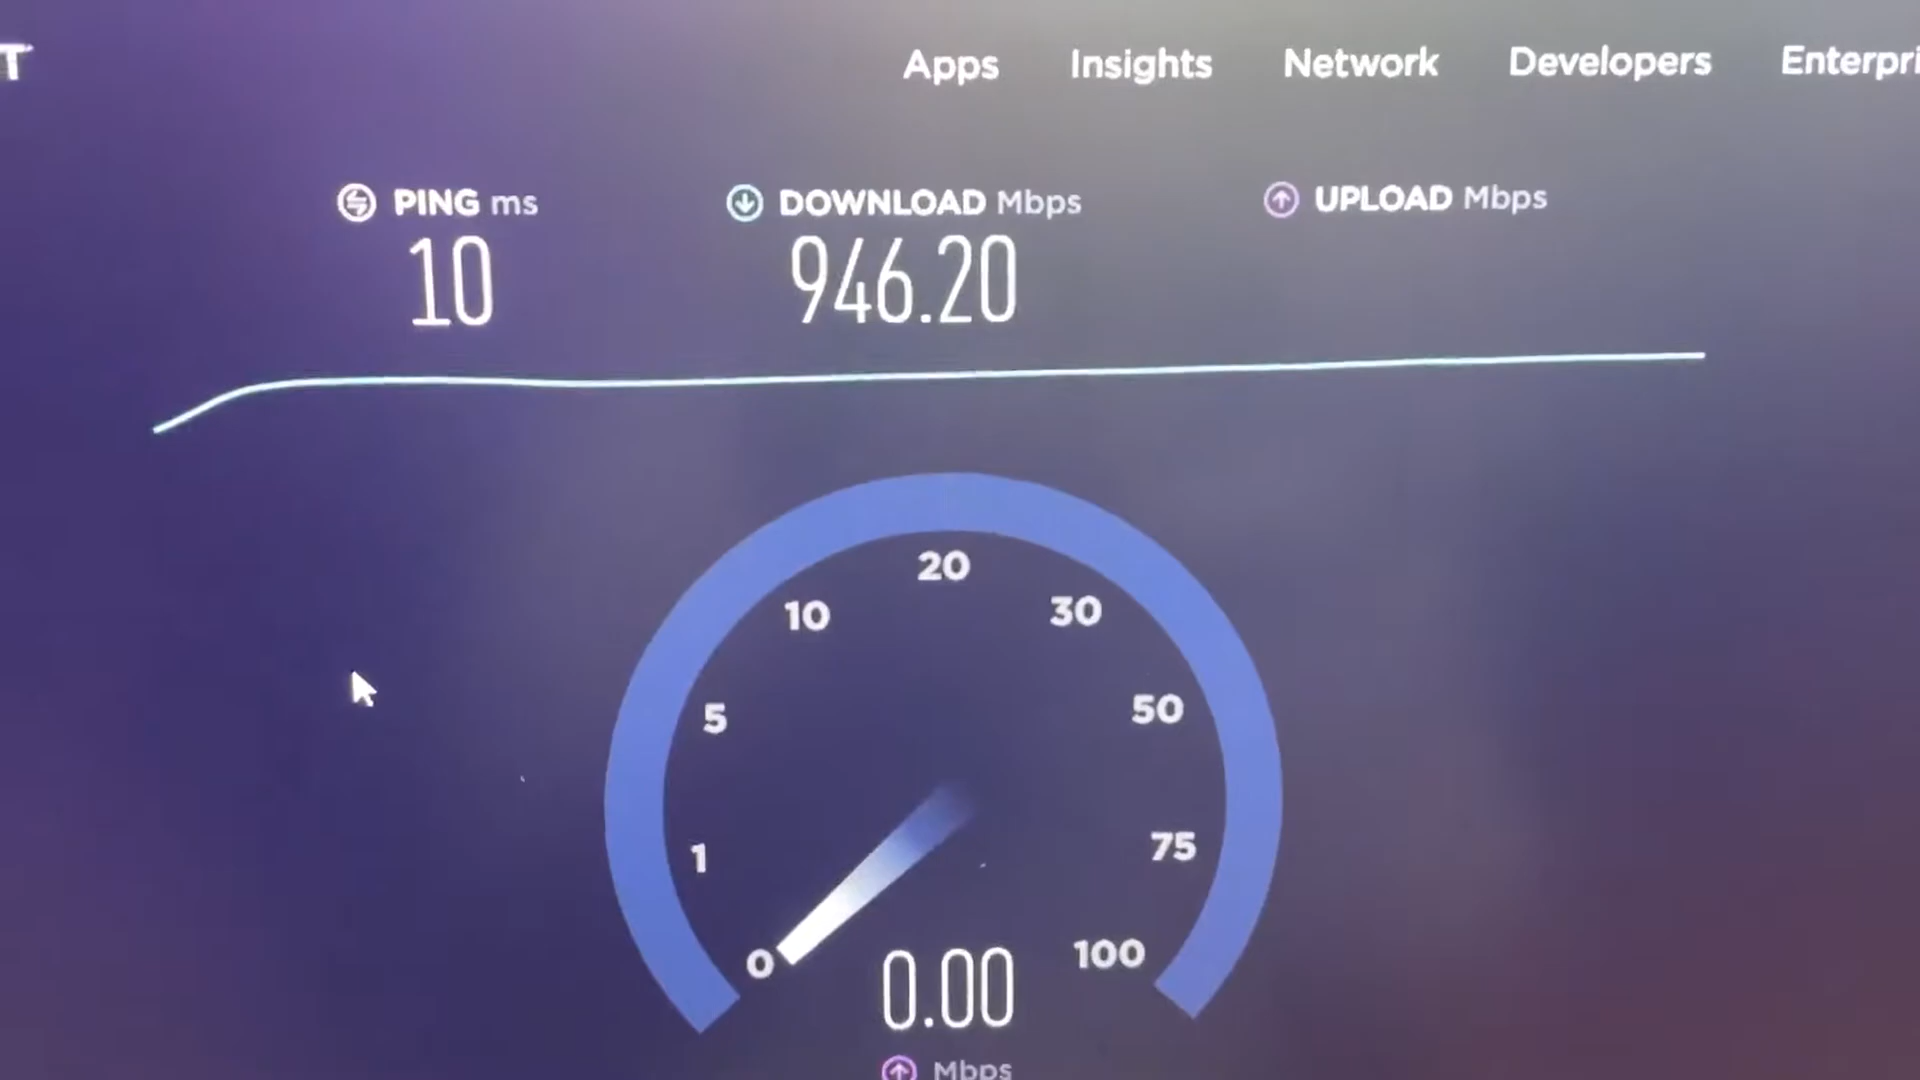 T Apps Insights Network Developers Enterpri
PING ms DOWNLOAD Mbps UPLOAD Mbps
10 946.20
20
10 30
5 50
1 75
0 100
0.00
Mbps